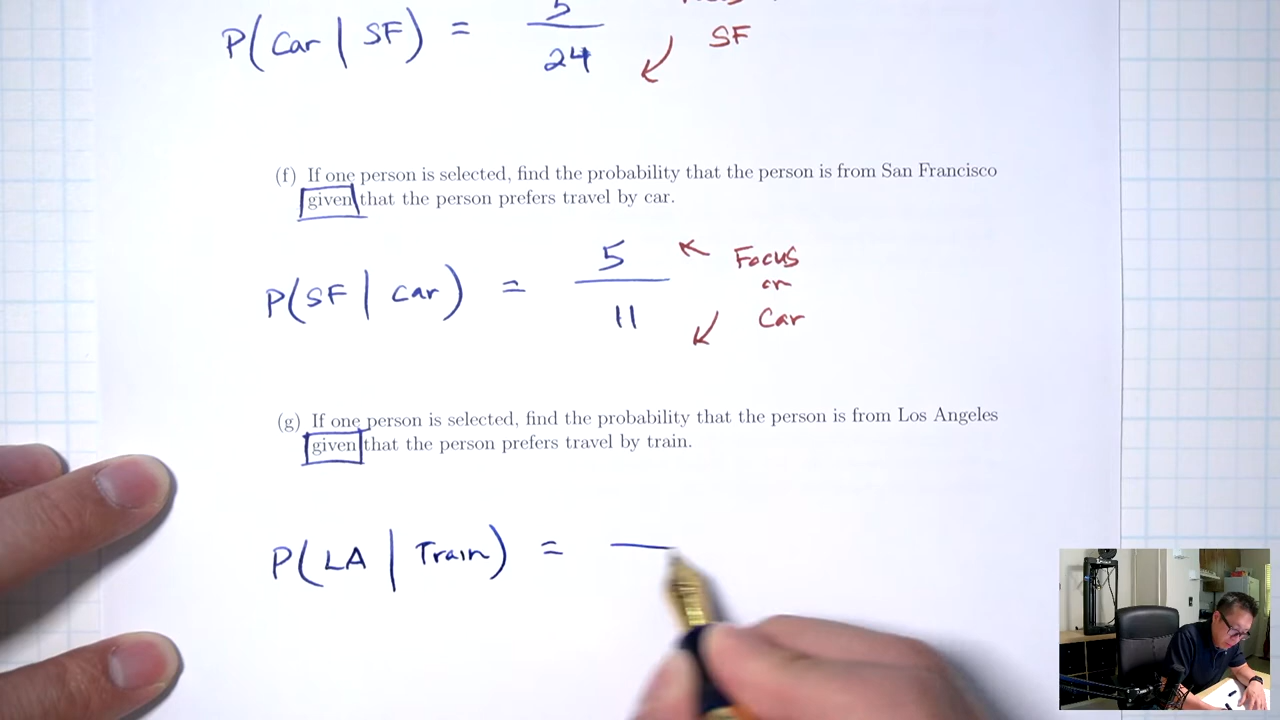 P(Car | SF) = 5/24
SF
(f) If one person is selected, find the probability that the person is from San Francisco
given that the person prefers travel by car.
P(SF | Car) = 5/11
Focus
on
Car
(g) If one person is selected, find the probability that the person is from Los Angeles
given that the person prefers travel by train.
P(LA | Train) =